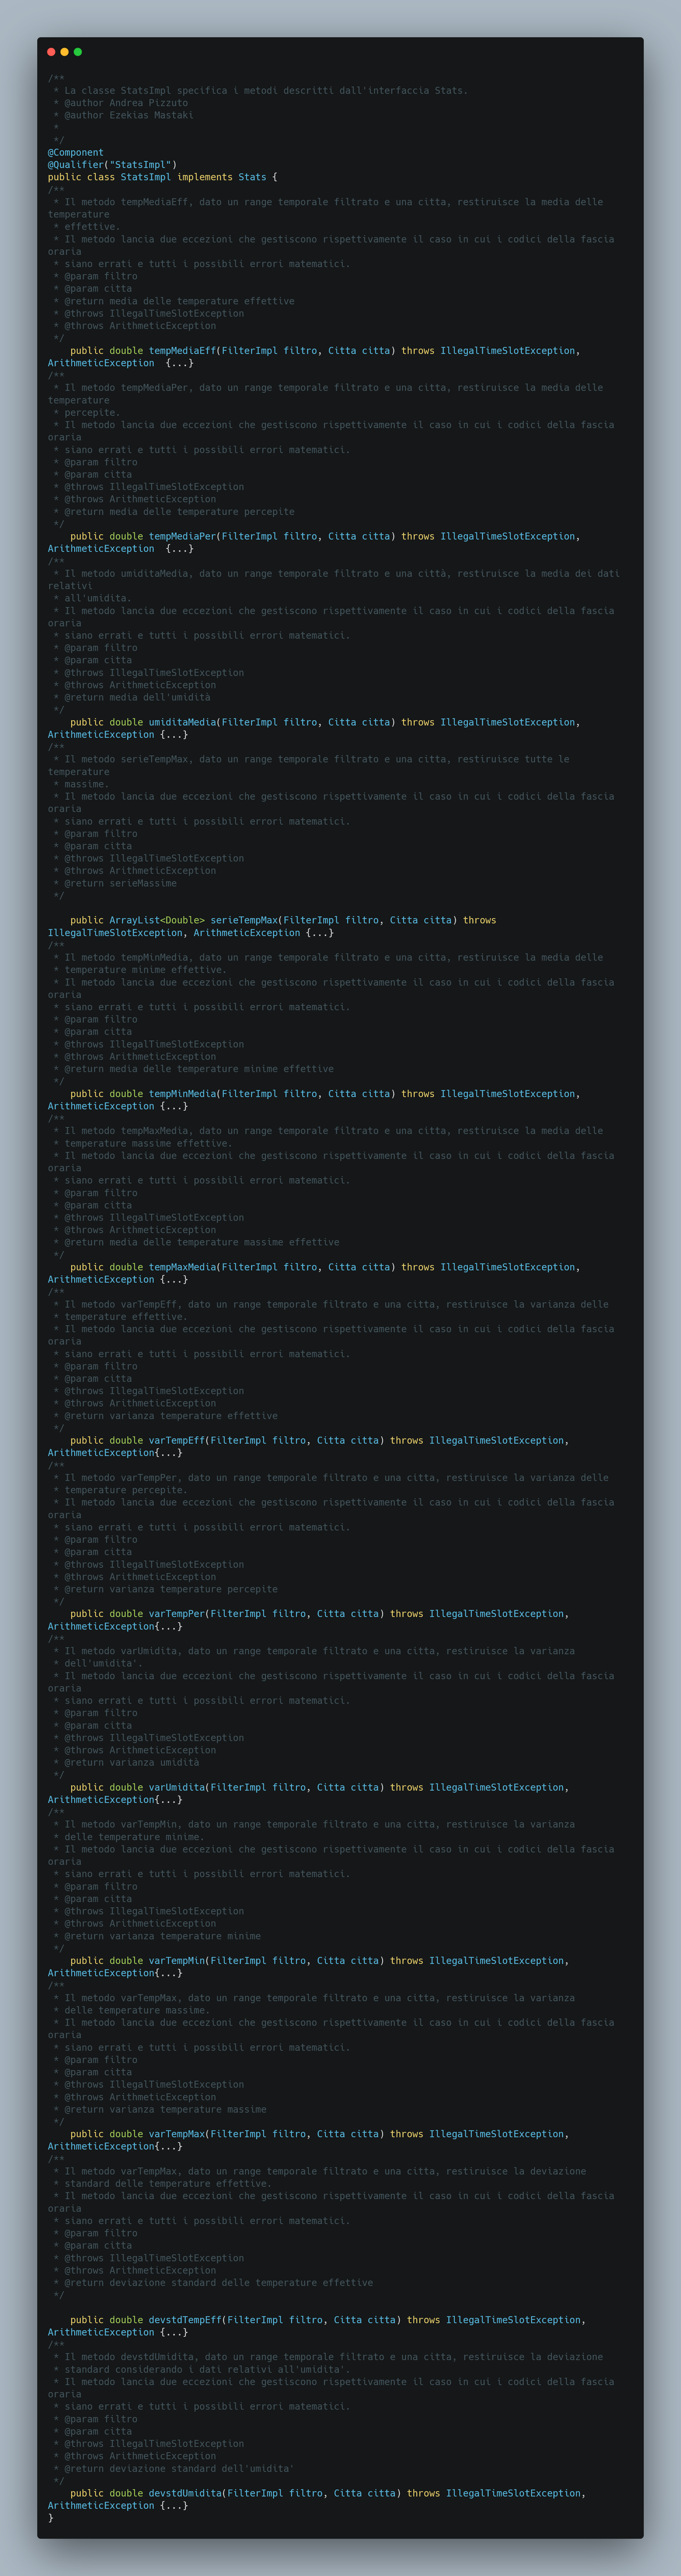 /**
 * La classe StatsImpl specifica i metodi descritti dall'interfaccia Stats.
 * @author Andrea Pizzuto
 * @author Ezekias Mastaki
 *
 */
@Component
@Qualifier("StatsImpl")
public class StatsImpl implements Stats {
/**
 * Il metodo tempMediaEff, dato un range temporale filtrato e una citta, restiruisce la media delle
temperature
 * effettive.
 * Il metodo lancia due eccezioni che gestiscono rispettivamente il caso in cui i codici della fascia
oraria
 * siano errati e tutti i possibili errori matematici.
 * @param filtro
 * @param citta
 * @return media delle temperature effettive
 * @throws IllegalTimeSlotException
 * @throws ArithmeticException
 */
    public double tempMediaEff(FilterImpl filtro, Citta citta) throws IllegalTimeSlotException,
ArithmeticException  {...}
/**
 * Il metodo tempMediaPer, dato un range temporale filtrato e una citta, restiruisce la media delle
temperature
 * percepite.
 * Il metodo lancia due eccezioni che gestiscono rispettivamente il caso in cui i codici della fascia
oraria
 * siano errati e tutti i possibili errori matematici.
 * @param filtro
 * @param citta
 * @throws IllegalTimeSlotException
 * @throws ArithmeticException
 * @return media delle temperature percepite
 */
    public double tempMediaPer(FilterImpl filtro, Citta citta) throws IllegalTimeSlotException,
ArithmeticException  {...}
/**
 * Il metodo umiditaMedia, dato un range temporale filtrato e una città, restiruisce la media dei dati
relativi
 * all'umidita.
 * Il metodo lancia due eccezioni che gestiscono rispettivamente il caso in cui i codici della fascia
oraria
 * siano errati e tutti i possibili errori matematici.
 * @param filtro
 * @param citta
 * @throws IllegalTimeSlotException
 * @throws ArithmeticException
 * @return media dell'umidità
 */
    public double umiditaMedia(FilterImpl filtro, Citta citta) throws IllegalTimeSlotException,
ArithmeticException {...}
/**
 * Il metodo serieTempMax, dato un range temporale filtrato e una citta, restiruisce tutte le
temperature
 * massime.
 * Il metodo lancia due eccezioni che gestiscono rispettivamente il caso in cui i codici della fascia
oraria
 * siano errati e tutti i possibili errori matematici.
 * @param filtro
 * @param citta
 * @throws IllegalTimeSlotException
 * @throws ArithmeticException
 * @return serieMassime
 */
    public ArrayList<Double> serieTempMax(FilterImpl filtro, Citta citta) throws
IllegalTimeSlotException, ArithmeticException {...}
/**
 * Il metodo tempMinMedia, dato un range temporale filtrato e una citta, restiruisce la media delle
 * temperature minime effettive.
 * Il metodo lancia due eccezioni che gestiscono rispettivamente il caso in cui i codici della fascia
oraria
 * siano errati e tutti i possibili errori matematici.
 * @param filtro
 * @param citta
 * @throws IllegalTimeSlotException
 * @throws ArithmeticException
 * @return media delle temperature minime effettive
 */
    public double tempMinMedia(FilterImpl filtro, Citta citta) throws IllegalTimeSlotException,
ArithmeticException {...}
/**
 * Il metodo tempMaxMedia, dato un range temporale filtrato e una citta, restiruisce la media delle
 * temperature massime effettive.
 * Il metodo lancia due eccezioni che gestiscono rispettivamente il caso in cui i codici della fascia
oraria
 * siano errati e tutti i possibili errori matematici.
 * @param filtro
 * @param citta
 * @throws IllegalTimeSlotException
 * @throws ArithmeticException
 * @return media delle temperature massime effettive
 */
    public double tempMaxMedia(FilterImpl filtro, Citta citta) throws IllegalTimeSlotException,
ArithmeticException {...}
/**
 * Il metodo varTempEff, dato un range temporale filtrato e una citta, restiruisce la varianza delle
 * temperature effettive.
 * Il metodo lancia due eccezioni che gestiscono rispettivamente il caso in cui i codici della fascia
oraria
 * siano errati e tutti i possibili errori matematici.
 * @param filtro
 * @param citta
 * @throws IllegalTimeSlotException
 * @throws ArithmeticException
 * @return varianza temperature effettive
 */
    public double varTempEff(FilterImpl filtro, Citta citta) throws IllegalTimeSlotException,
ArithmeticException{...}
/**
 * Il metodo varTempPer, dato un range temporale filtrato e una citta, restiruisce la varianza delle
 * temperature percepite.
 * Il metodo lancia due eccezioni che gestiscono rispettivamente il caso in cui i codici della fascia
oraria
 * siano errati e tutti i possibili errori matematici.
 * @param filtro
 * @param citta
 * @throws IllegalTimeSlotException
 * @throws ArithmeticException
 * @return varianza temperature percepite
 */
    public double varTempPer(FilterImpl filtro, Citta citta) throws IllegalTimeSlotException,
ArithmeticException{...}
/**
 * Il metodo varUmidita, dato un range temporale filtrato e una citta, restiruisce la varianza
 * dell'umidita'.
 * Il metodo lancia due eccezioni che gestiscono rispettivamente il caso in cui i codici della fascia
oraria
 * siano errati e tutti i possibili errori matematici.
 * @param filtro
 * @param citta
 * @throws IllegalTimeSlotException
 * @throws ArithmeticException
 * @return varianza umidità
 */
    public double varUmidita(FilterImpl filtro, Citta citta) throws IllegalTimeSlotException,
ArithmeticException{...}
/**
 * Il metodo varTempMin, dato un range temporale filtrato e una citta, restiruisce la varianza
 * delle temperature minime.
 * Il metodo lancia due eccezioni che gestiscono rispettivamente il caso in cui i codici della fascia
oraria
 * siano errati e tutti i possibili errori matematici.
 * @param filtro
 * @param citta
 * @throws IllegalTimeSlotException
 * @throws ArithmeticException
 * @return varianza temperature minime
 */
    public double varTempMin(FilterImpl filtro, Citta citta) throws IllegalTimeSlotException,
ArithmeticException{...}
/**
 * Il metodo varTempMax, dato un range temporale filtrato e una citta, restiruisce la varianza
 * delle temperature massime.
 * Il metodo lancia due eccezioni che gestiscono rispettivamente il caso in cui i codici della fascia
oraria
 * siano errati e tutti i possibili errori matematici.
 * @param filtro
 * @param citta
 * @throws IllegalTimeSlotException
 * @throws ArithmeticException
 * @return varianza temperature massime
 */
    public double varTempMax(FilterImpl filtro, Citta citta) throws IllegalTimeSlotException,
ArithmeticException{...}
/**
 * Il metodo varTempMax, dato un range temporale filtrato e una citta, restiruisce la deviazione
 * standard delle temperature effettive.
 * Il metodo lancia due eccezioni che gestiscono rispettivamente il caso in cui i codici della fascia
oraria
 * siano errati e tutti i possibili errori matematici.
 * @param filtro
 * @param citta
 * @throws IllegalTimeSlotException
 * @throws ArithmeticException
 * @return deviazione standard delle temperature effettive
 */
    public double devstdTempEff(FilterImpl filtro, Citta citta) throws IllegalTimeSlotException,
ArithmeticException {...}
/**
 * Il metodo devstdUmidita, dato un range temporale filtrato e una citta, restiruisce la deviazione
 * standard considerando i dati relativi all'umidita'.
 * Il metodo lancia due eccezioni che gestiscono rispettivamente il caso in cui i codici della fascia
oraria
 * siano errati e tutti i possibili errori matematici.
 * @param filtro
 * @param citta
 * @throws IllegalTimeSlotException
 * @throws ArithmeticException
 * @return deviazione standard dell'umidita'
 */
    public double devstdUmidita(FilterImpl filtro, Citta citta) throws IllegalTimeSlotException,
ArithmeticException {...}
}